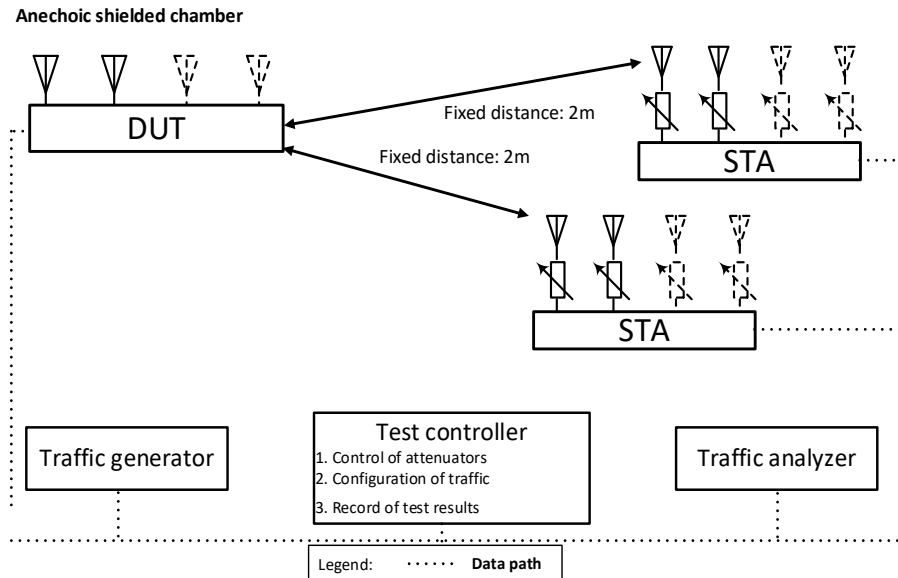 Anechoic shielded chamber
DUT
Fixed distance: 2m
Fixed distance: 2m
STA
STA
Traffic generator
Test controller
1. Control of attenuators
2. Configuration of traffic
3. Record of test results
Traffic analyzer
Legend: ...... Data path